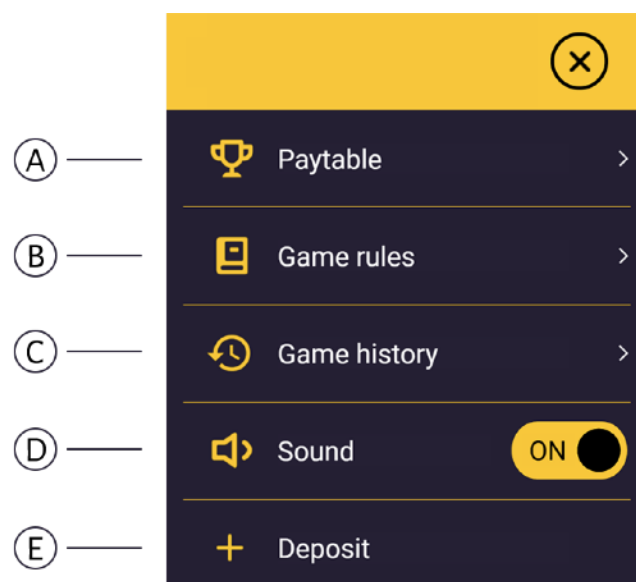 A Paytable
B Game rules
C Game history
D Sound ON
E Deposit